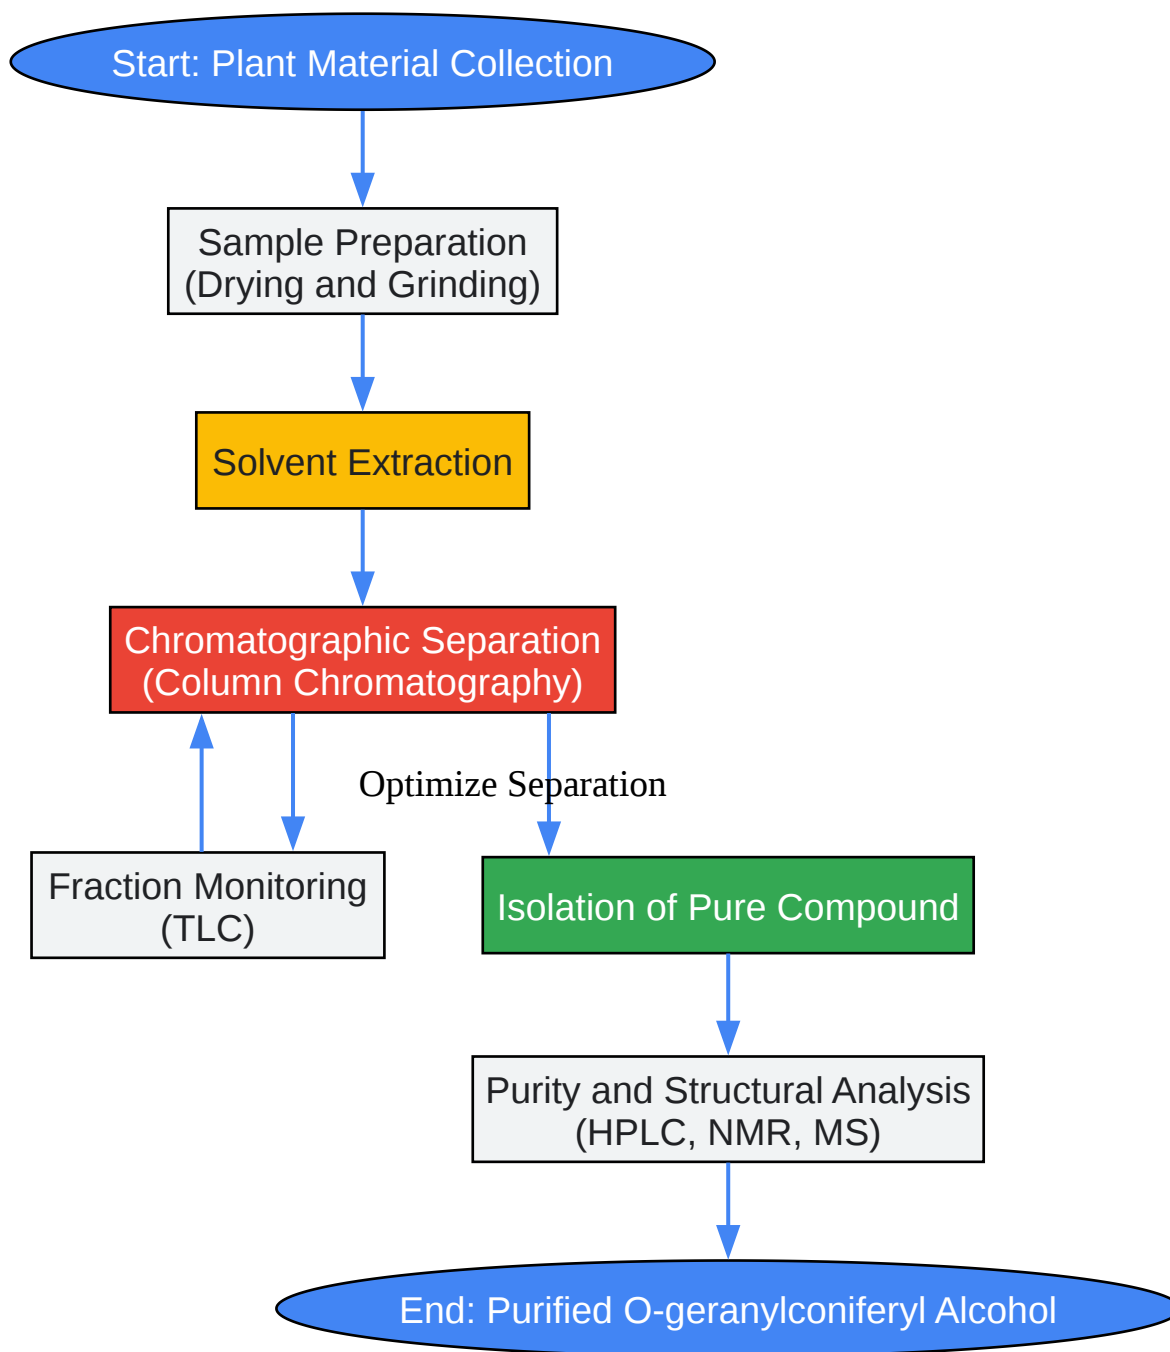 Start: Plant Material Collection
Sample Preparation
(Drying and Grinding)
Solvent Extraction
Chromatographic Separation
(Column Chromatography)
Optimize Separation
Fraction Monitoring
(TLC)
Isolation of Pure Compound
Purity and Structural Analysis
(HPLC, NMR, MS)
End: Purified O-geranylconiferyl Alcohol